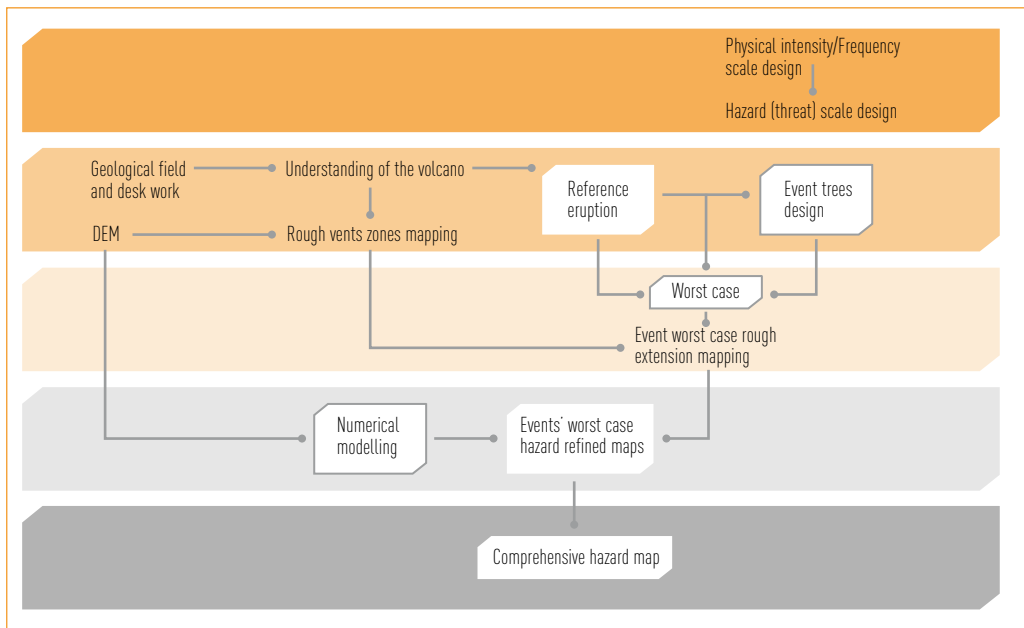 Physical intensity/Frequency
scale design
Hazard (threat) scale design
Geological field
and desk work
Understanding of the volcano
Reference
eruption
Event trees
design
DEM
Rough vents zones mapping
Worst case
Event worst case rough
extension mapping
Numerical
modelling
Events' worst case
hazard refined maps
Comprehensive hazard map